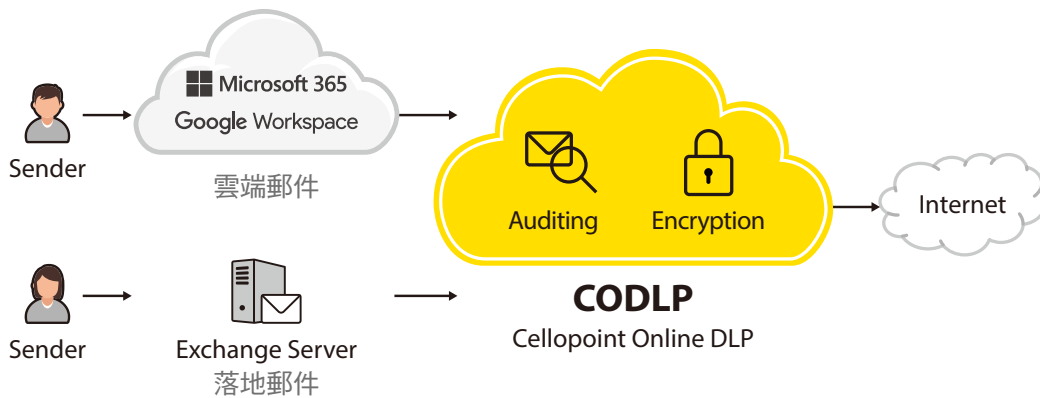 Sender
Microsoft 365
Google Workspace
雲端郵件
Sender
Exchange Server
落地郵件
Auditing
Encryption
CODLP
Cellopoint Online DLP
Internet